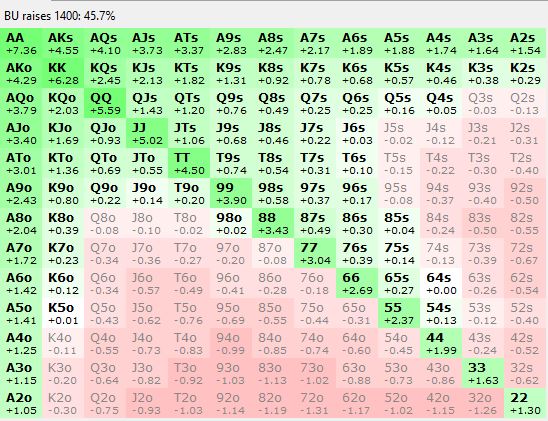 BU raises 1400: 45.7%
AA AKs AQs AJs ATs A9s A8s A7s A6s A5s A4s A3s A2s
+7.36 +4.55 +4.10 +3.73 +3.37 +2.83 +2.47 +2.17 +1.89 +1.88 +1.74 +1.64 +1.54
AKo KK KQs KJs KTs K9s K8s K7s K6s K5s K4s K3s K2s
+4.29 +6.28 +2.45 +2.13 +1.82 +1.31 +0.92 +0.78 +0.68 +0.57 +0.46 +0.38 +0.29
AQo KQo QQ QJs QTs Q9s Q8s Q7s Q6s Q5s Q4s Q3s Q2s
+3.79 +2.03 +5.59 +1.43 +1.20 +0.76 +0.49 +0.25 +0.25 +0.16 +0.05 -0.03 -0.13
AJo KJo QJo JJ JTs J9s J8s J7s J6s J5s J4s J3s J2s
+3.40 +1.69 +0.93 +5.02 +1.06 +0.68 +0.46 +0.22 +0.03 -0.02 -0.12 -0.21 -0.31
ATo KTo QTo JTo TT T9s T8s T7s T6s T5s T4s T3s T2s
+3.01 +1.36 +0.69 +0.55 +4.50 +0.74 +0.54 +0.31 +0.10 -0.15 -0.22 -0.30 -0.40
A9o K9o Q9o J9o T9o 99 98s 97s 96s 95s 94s 93s 92s
+2.43 +0.80 +0.22 +0.14 +0.20 +3.90 +0.58 +0.37 +0.17 -0.08 -0.37 -0.40 -0.50
A8o K8o Q8o J8o T8o 98o 88 87s 86s 85s 84s 83s 82s
+2.04 +0.39 -0.08 -0.10 -0.02 +0.02 +3.43 +0.49 +0.30 +0.04 -0.24 -0.50 -0.55
A7o K7o Q7o J7o T7o 97o 87o 77 76s 75s 74s 73s 72s
+1.72 +0.23 -0.34 -0.36 -0.27 -0.20 -0.08 +3.04 +0.39 +0.14 -0.13 -0.39 -0.67
A6o K6o Q6o J6o T6o 96o 86o 76o 66 65s 64s 63s 62s
+1.42 +0.12 -0.34 -0.57 -0.49 -0.41 -0.28 -0.18 +2.69 +0.27 +0.00 -0.26 -0.54
A5o K5o Q5o J5o T5o 95o 85o 75o 65o 55 54s 53s 52s
+1.41 +0.01 -0.43 -0.62 -0.76 -0.69 -0.55 -0.44 -0.31 +2.37 +0.13 -0.12 -0.40
A4o K4o Q4o J4o T4o 94o 84o 74o 64o 54o 44 43s 42s
+1.25 -0.11 -0.55 -0.73 -0.83 -0.99 -0.85 -0.74 -0.60 -0.45 +1.99 -0.24 -0.52
A3o K3o Q3o J3o T3o 93o 83o 73o 63o 53o 43o 33 32s
+1.15 -0.20 -0.64 -0.82 -0.92 -1.03 -1.13 -1.02 -0.88 -0.73 -0.86 +1.63 -0.62
A2o K2o Q2o J2o T2o 92o 82o 72o 62o 52o 42o 32o 22
+1.05 -0.30 -0.75 -0.93 -1.03 -1.14 -1.19 -1.31 -1.17 -1.02 -1.15 -1.26 +1.30